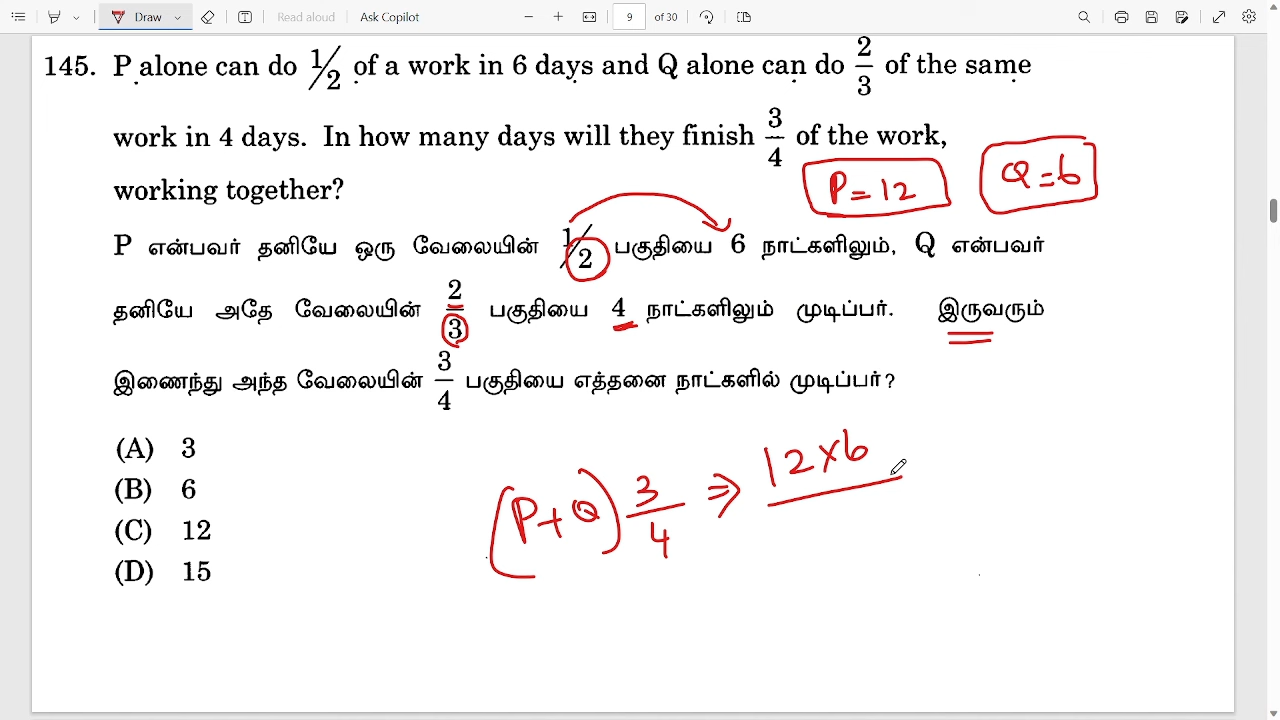 Draw Read aloud Ask Copilot 9 of 30
145. P alone can do 1/2 of a work in 6 days and Q alone can do 2/3 of the same
work in 4 days. In how many days will they finish 3/4 of the work,
working together?
P = 12 Q = 6
P என்பவர் தனியே ஒரு வேலையின் 1/2 பகுதியை 6 நாட்களிலும், Q என்பவர்
தனியே அதே வேலையின் 2/3 பகுதியை 4 நாட்களிலும் முடிப்பர். இருவரும்
இணைந்து அந்த வேலையின் 3/4 பகுதியை எத்தனை நாட்களில் முடிப்பர்?
(A) 3
(B) 6
(C) 12
(D) 15
(P+Q) 3/4 ⇒ 12×6